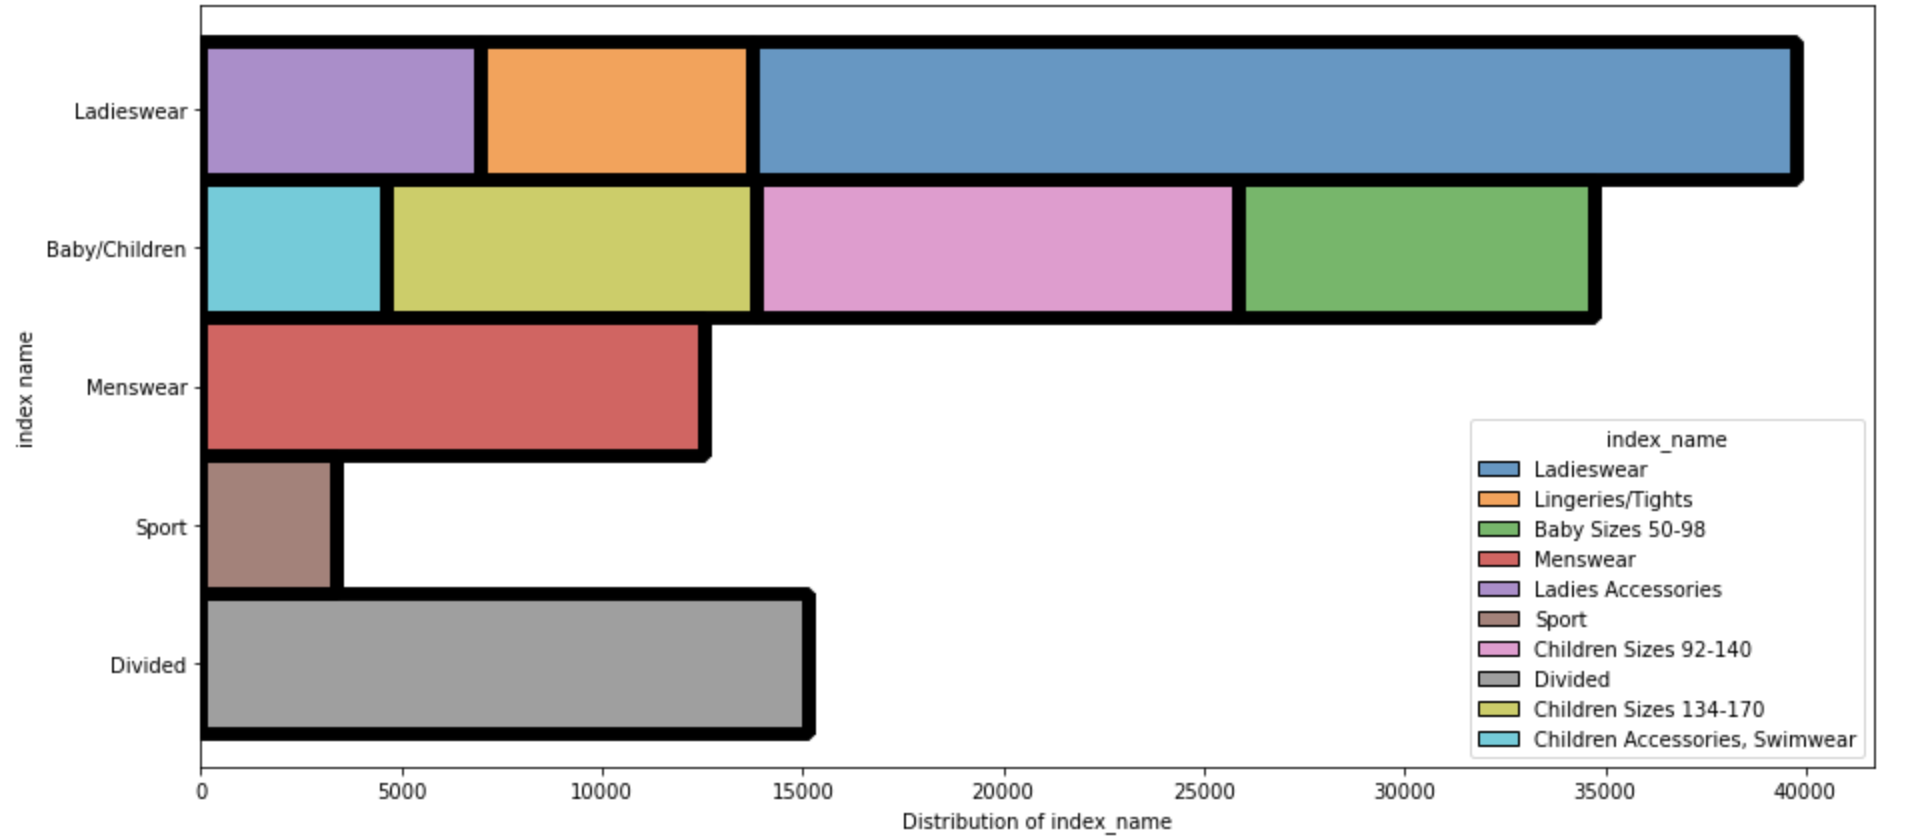 Ladieswear
Baby/Children
Menswear
Sport
Divided
index name
index_name
Ladieswear
Lingeries/Tights
Baby Sizes 50-98
Menswear
Ladies Accessories
Sport
Children Sizes 92-140
Divided
Children Sizes 134-170
Children Accessories, Swimwear
0 5000 10000 15000 20000 25000 30000 35000 40000
Distribution of index_name